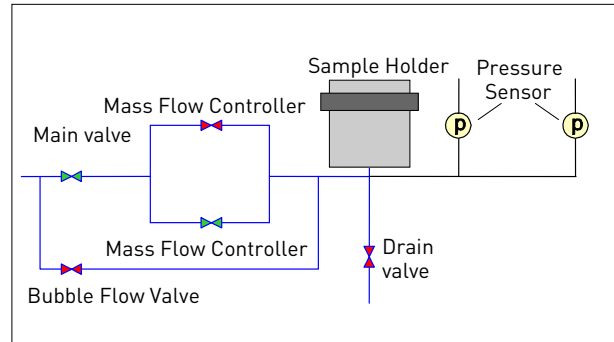 Sample Holder
Pressure
Sensor
Mass Flow Controller
p
p
Main valve
Mass Flow Controller
Drain
valve
Bubble Flow Valve